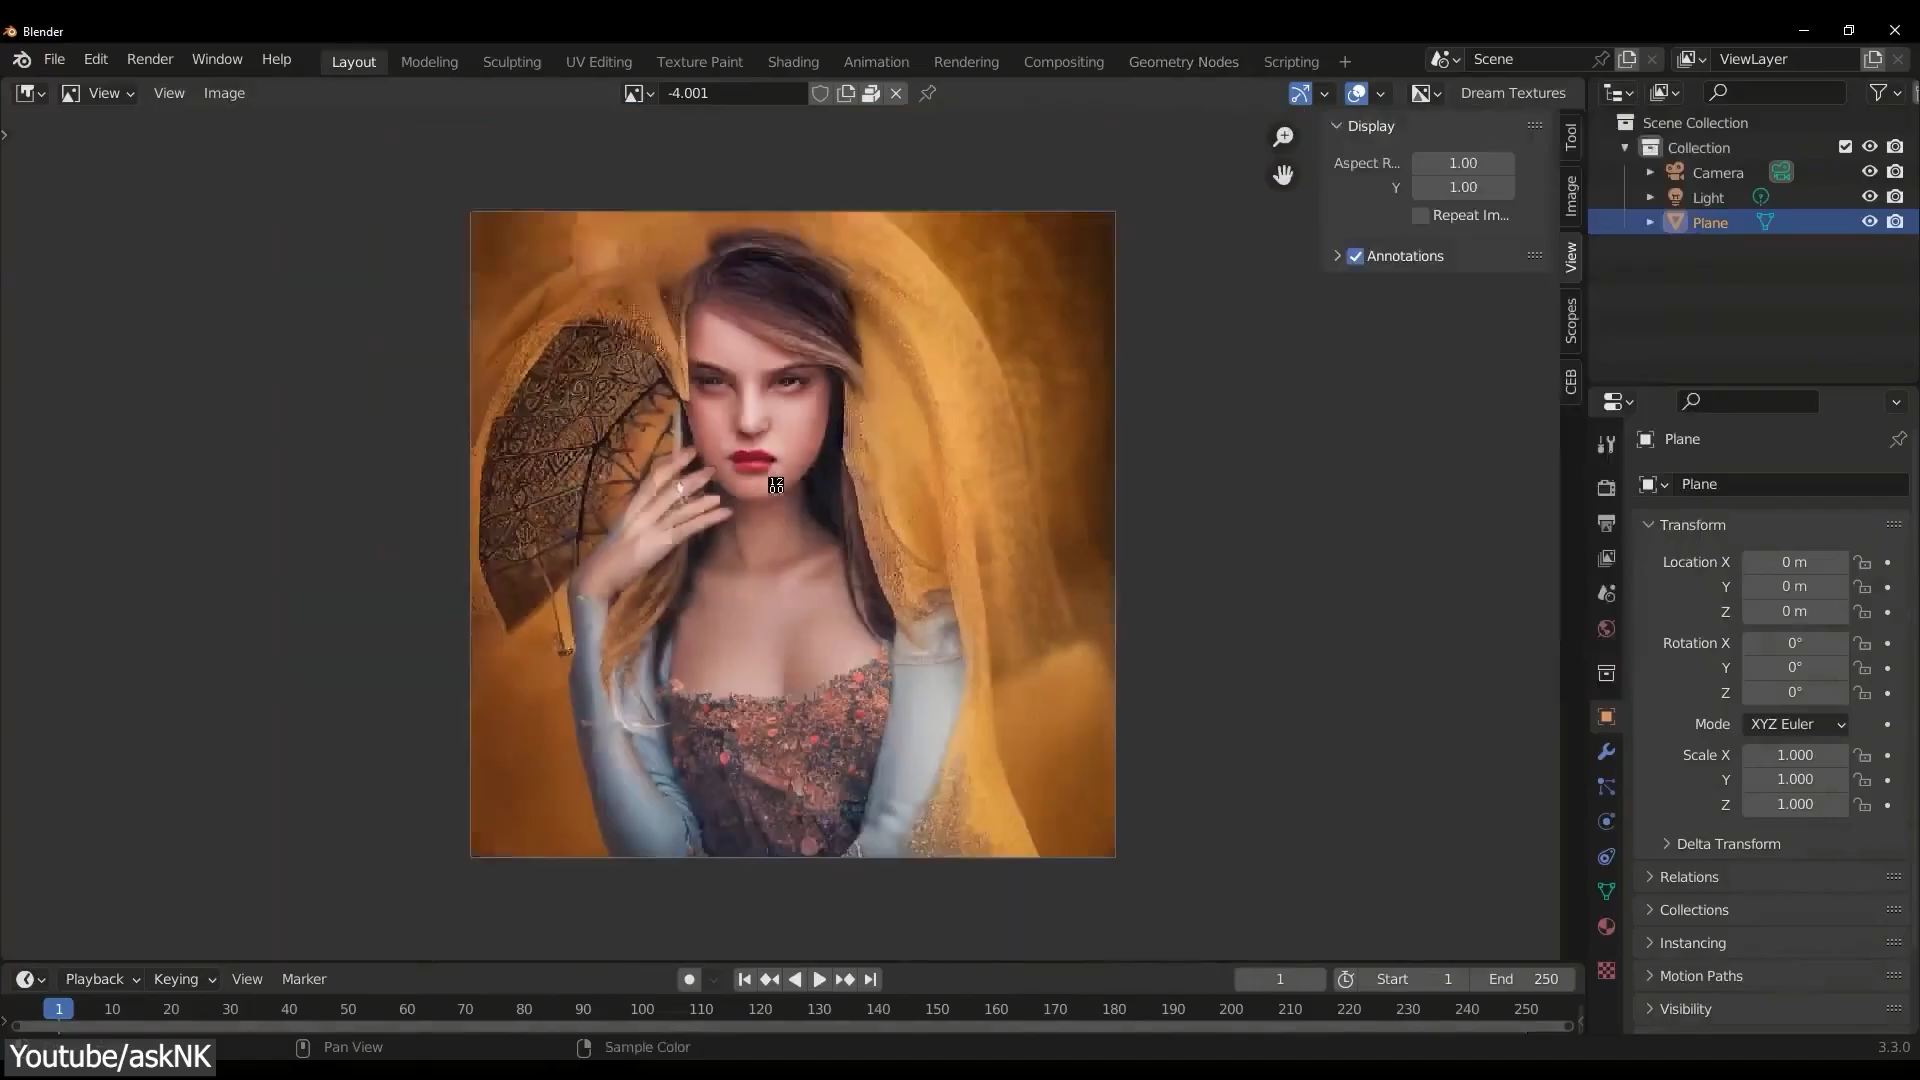 Blender
File Edit Render Window Help
Layout Modeling Sculpting UV Editing Texture Paint Shading Animation Rendering Compositing Geometry Nodes Scripting +
Scene
ViewLayer
View View Image
-4.001
Dream Textures
Display
Aspect R... 1.00
Y 1.00
Repeat Im...
Annotations
Tool
Image
View
Scopes
CEB
Scene Collection
Collection
Camera
Light
Plane
Plane
Plane
Transform
Location X 0 m
Y 0 m
Z 0 m
Rotation X 0°
Y 0°
Z 0°
Mode XYZ Euler
Scale X 1.000
Y 1.000
Z 1.000
Delta Transform
Relations
Collections
Instancing
Motion Paths
Visibility
12
00
Playback Keying View Marker
1 Start 1 End 250
1 10 20 30 40 50 60 70 80 90 100 110 120 130 140 150 160 170 180 190 200 210 220 230 240 250
Pan View Sample Color 3.3.0
Youtube/askNK